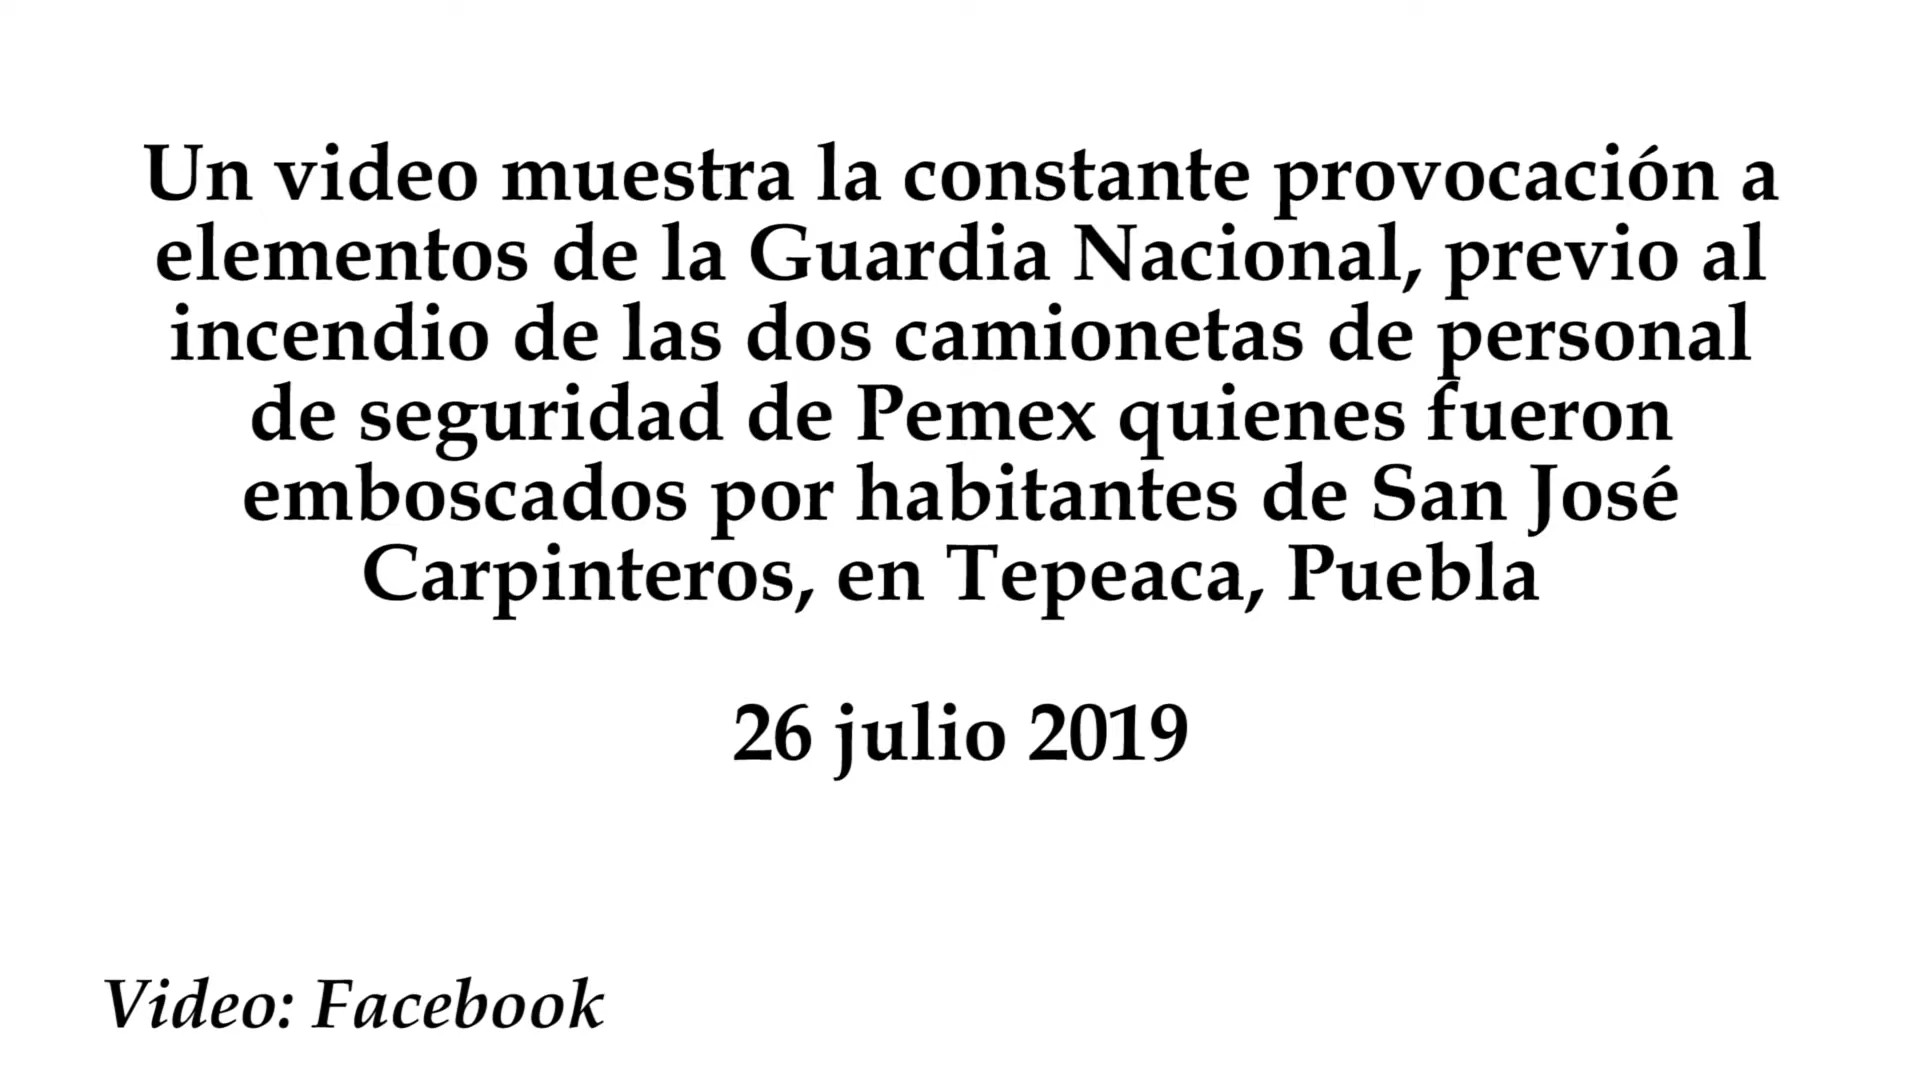 Un video muestra la constante provocación a
elementos de la Guardia Nacional, previo al
incendio de las dos camionetas de personal
de seguridad de Pemex quienes fueron
emboscados por habitantes de San José
Carpinteros, en Tepeaca, Puebla
26 julio 2019
Video: Facebook